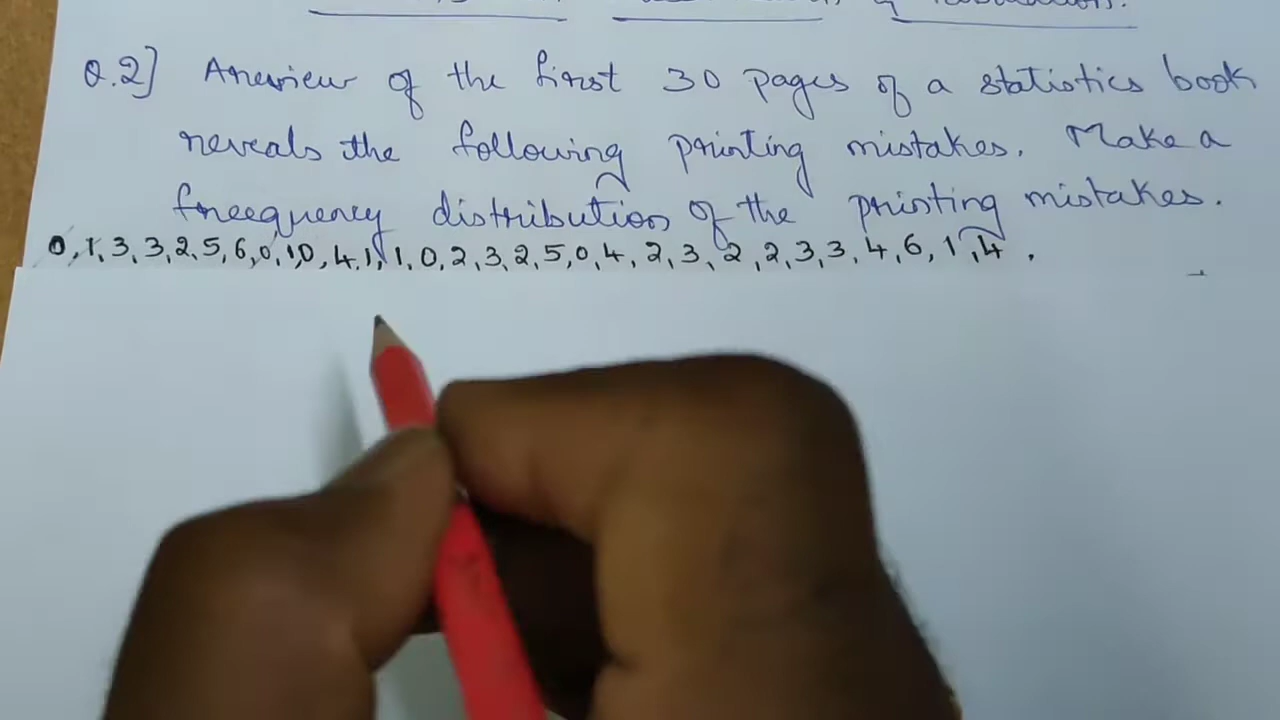 Q.2] A review of the first 30 pages of a statistics book
reveals the following printing mistakes. Make a
freequency distribution of the printing mistakes.
0,1,3,3,2,5,6,0,1,0,4,1,1,0,2,3,2,5,0,4,2,3,2,2,3,3,4,6,1,4.